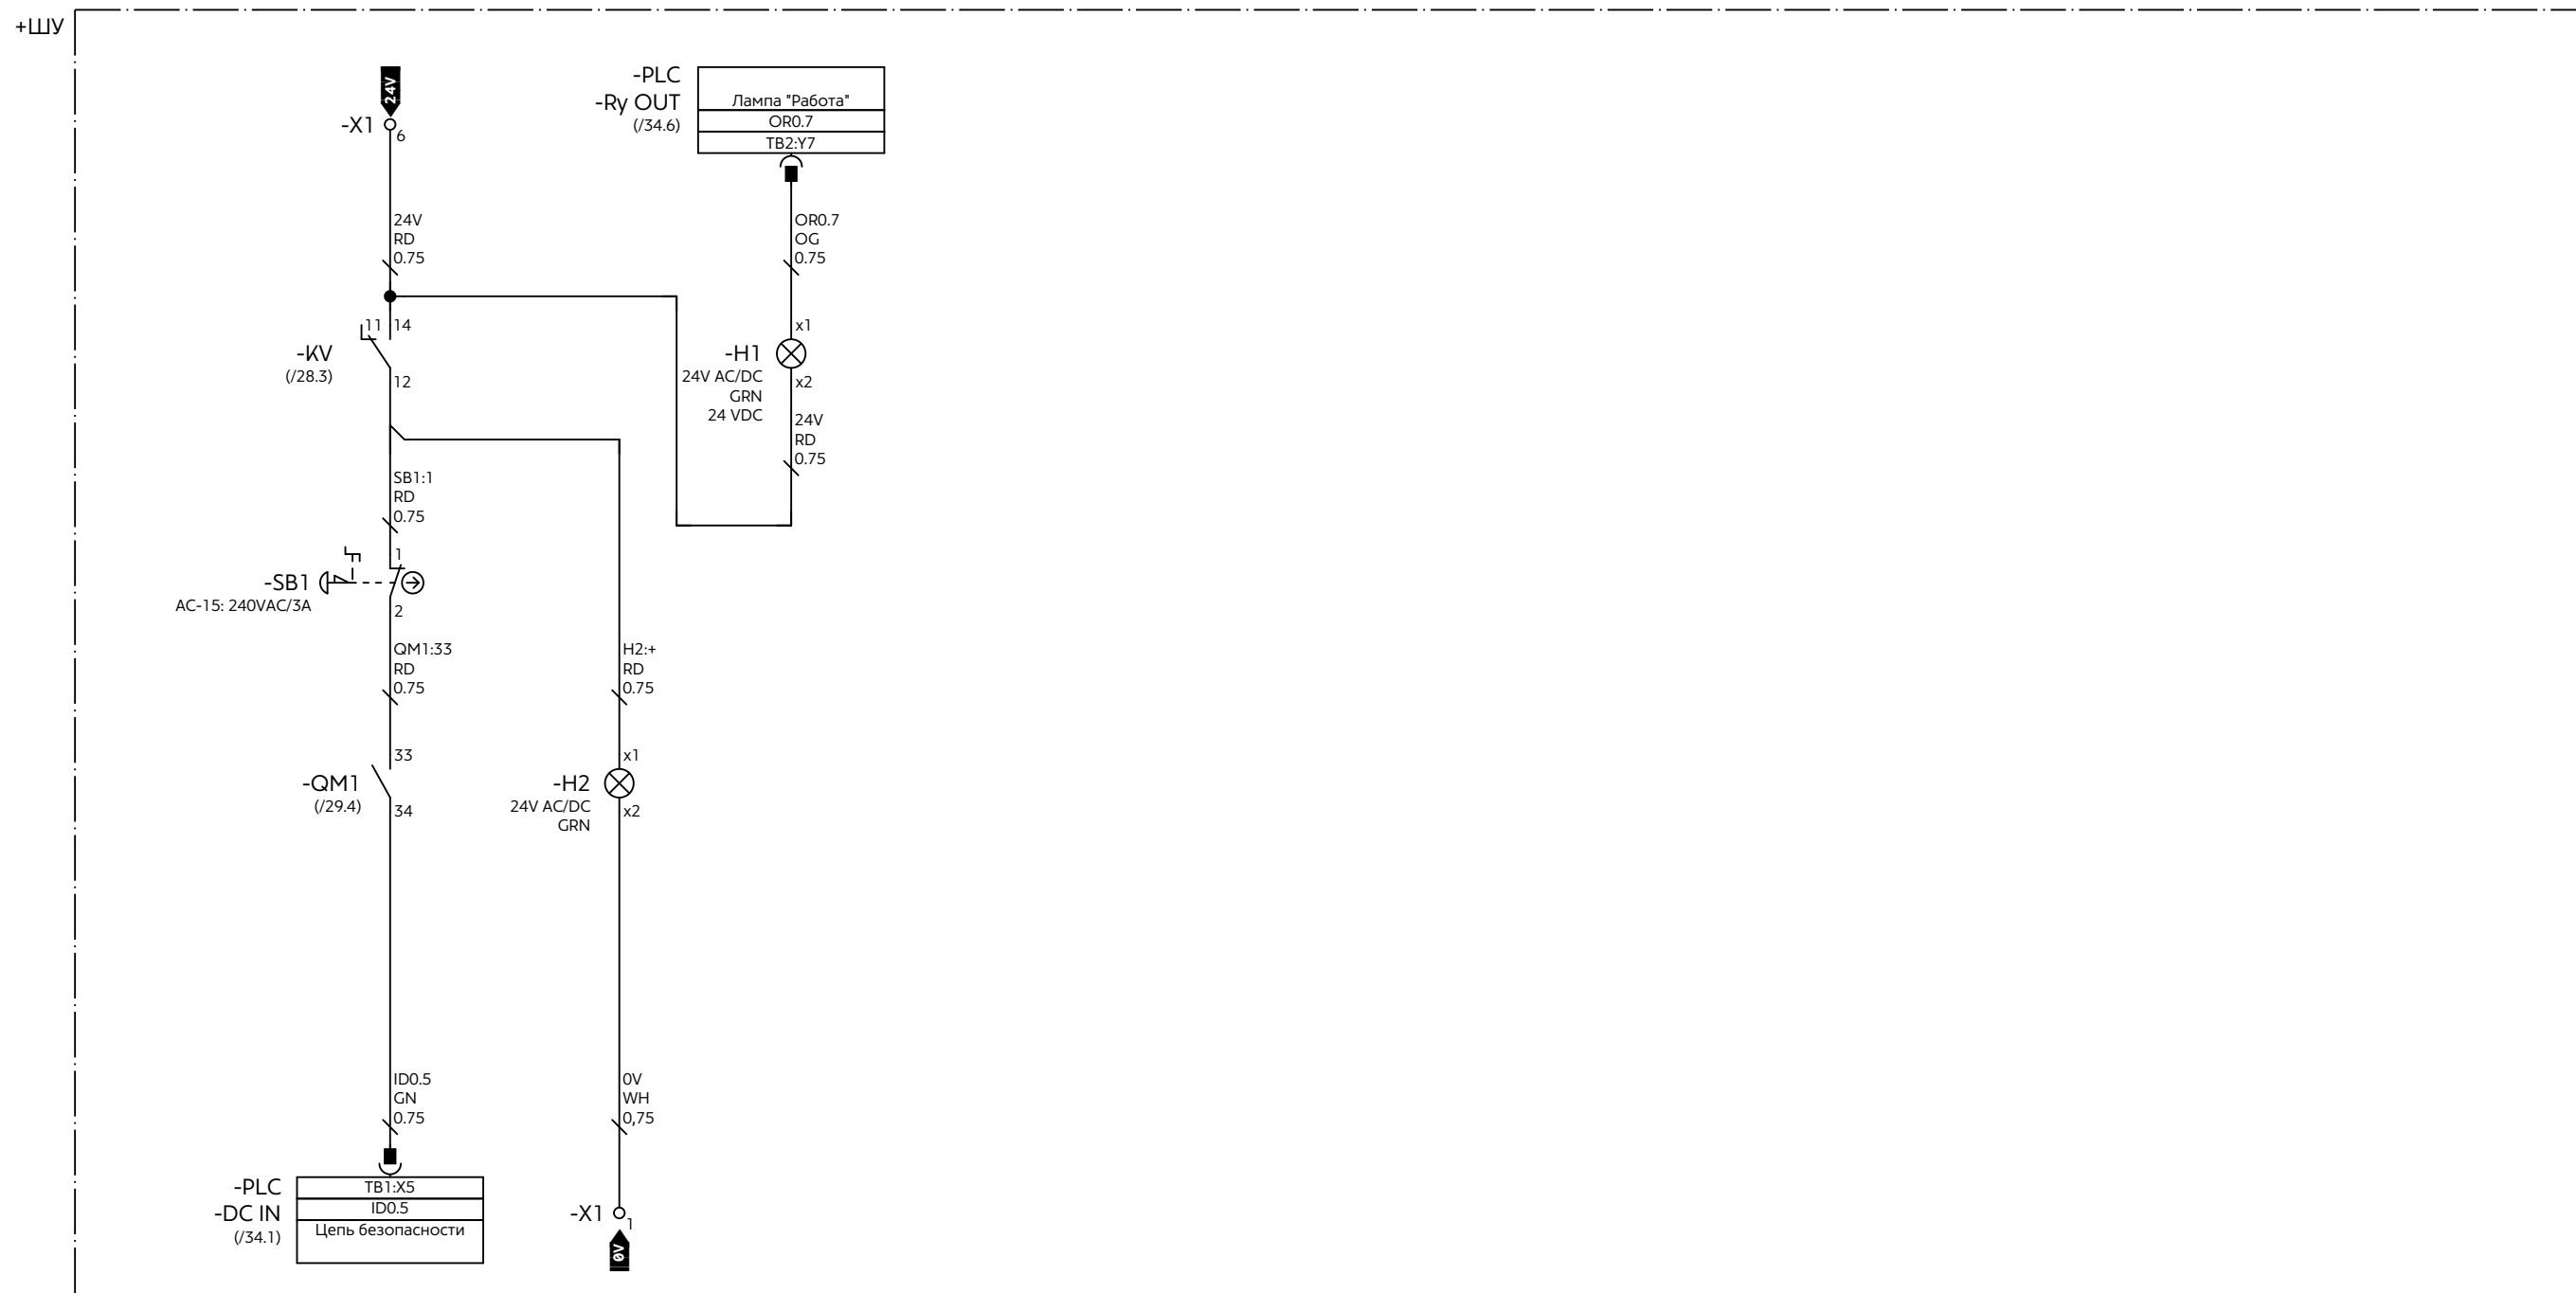 +ШУ
24V
-X1
6
24V
RD
0.75
11
14
-KV
(/28.3)
12
SB1:1
RD
0.75
1
-SB1
AC-15: 240VAC/3A
2
QM1:33
RD
0.75
33
-QM1
(/29.4)
34
ID0.5
GN
0.75
-PLC
-DC IN
(/34.1)
TB1:X5
ID0.5
Цепь безопасности
H2:+
RD
0.75
x1
-H2
24V AC/DC
GRN
x2
0V
WH
0,75
-X1
1
0V
-PLC
-Ry OUT
(/34.6)
Лампа "Работа"
OR0.7
TB2:Y7
OR0.7
OG
0.75
x1
-H1
24V AC/DC
GRN
24 VDC
x2
24V
RD
0.75